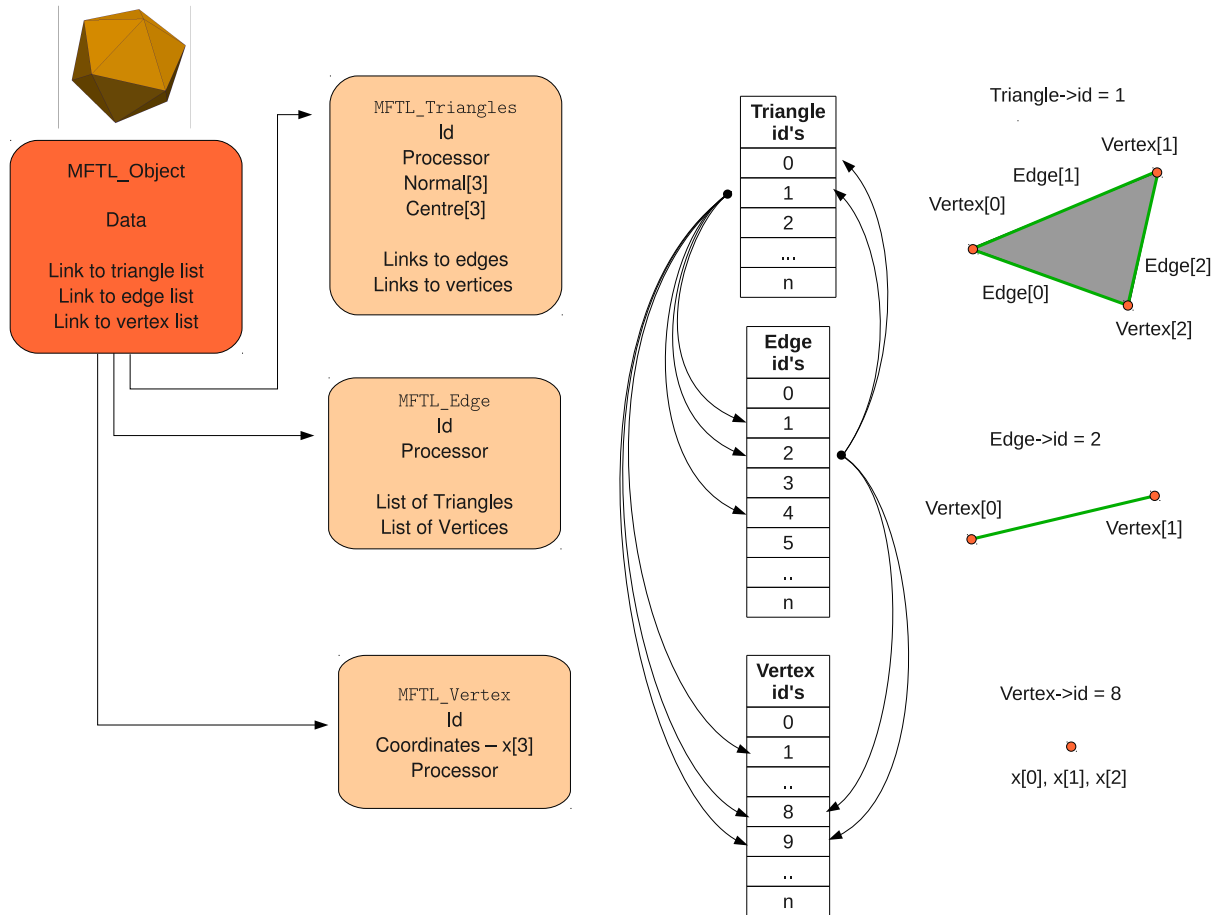 MFTL_Object
Data
Link to triangle list
Link to edge list
Link to vertex list
MFTL_Triangles
Id
Processor
Normal[3]
Centre[3]
Links to edges
Links to vertices
MFTL_Edge
Id
Processor
List of Triangles
List of Vertices
MFTL_Vertex
Id
Coordinates – x[3]
Processor
Triangle
id's
0
1
2
...
n
Edge
id's
0
1
2
3
4
5
..
n
Vertex
id's
0
1
..
8
9
..
n
Triangle->id = 1
Vertex[1]
Edge[1]
Vertex[0]
Edge[2]
Edge[0]
Vertex[2]
Edge->id = 2
Vertex[0]
Vertex[1]
Vertex->id = 8
x[0], x[1], x[2]